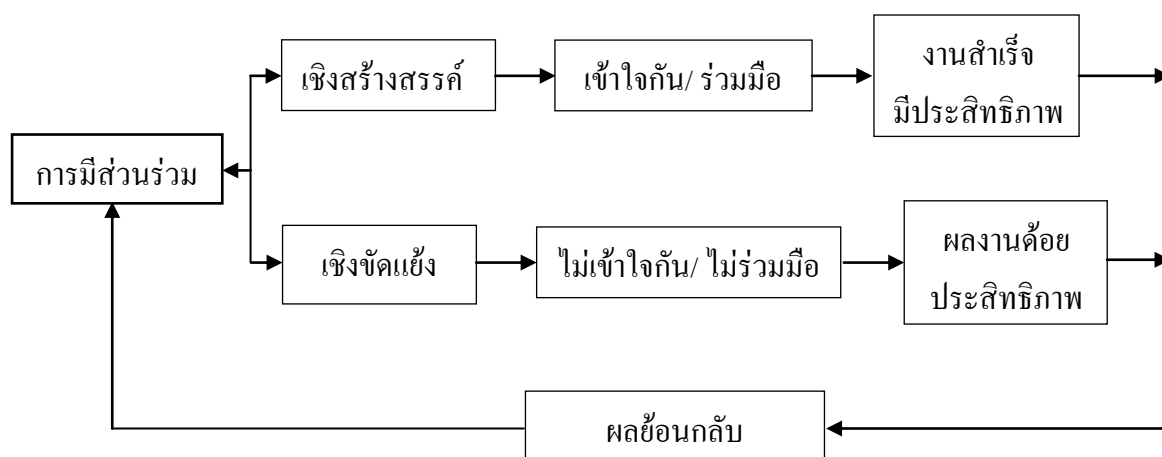 เชิงสร้างสรรค์
เข้าใจกัน/ ร่วมมือ
งานสำเร็จ
มีประสิทธิภาพ
การมีส่วนร่วม
เชิงขัดแย้ง
ไม่เข้าใจกัน/ ไม่ร่วมมือ
ผลงานด้อย
ประสิทธิภาพ
ผลย้อนกลับ